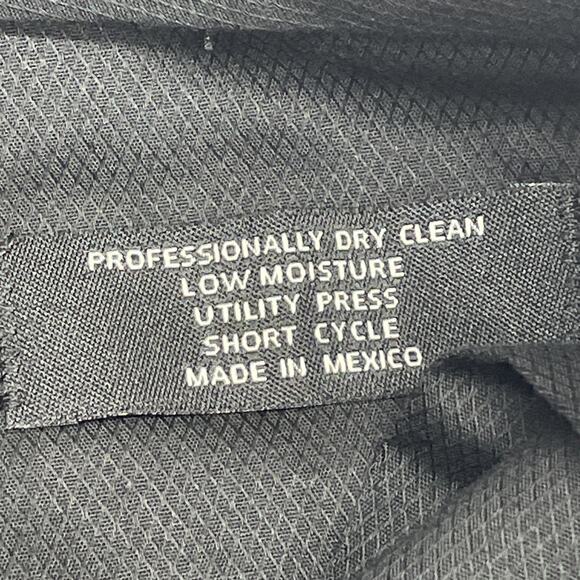 PROFESSIONALLY DRY CLEAN
LOW MOISTURE
UTILITY PRESS
SHORT CYCLE
MADE IN MEXICO